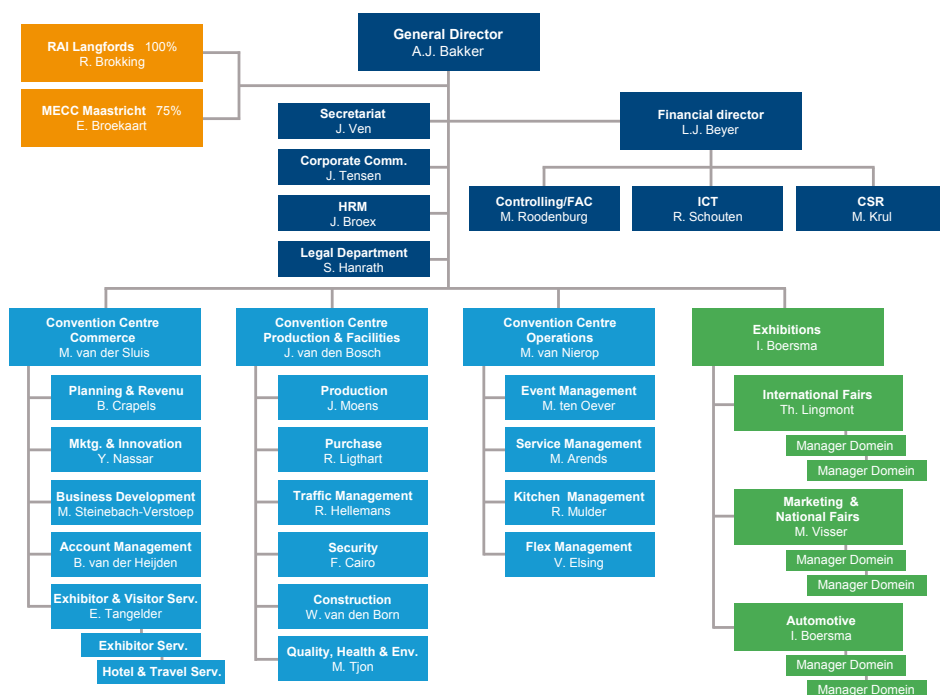 General Director
A.J. Bakker
RAI Langfords 100%
R. Brokking
MECC Maastricht 75%
E. Broekaart
Secretariat
J. Ven
Financial director
L.J. Beyer
Corporate Comm.
J. Tensen
HRM
J. Broex
Legal Department
S. Hanrath
Controlling/FAC
M. Roodenburg
ICT
R. Schouten
CSR
M. Krul
Convention Centre
Commerce
M. van der Sluis
Planning & Revenu
B. Crapels
Mktg. & Innovation
Y. Nassar
Business Development
M. Steinebach-Verstoep
Account Management
B. van der Heijden
Exhibitor & Visitor Serv.
E. Tangelder
Exhibitor Serv.
Hotel & Travel Serv.
Convention Centre
Production & Facilities
J. van den Bosch
Production
J. Moens
Purchase
R. Ligthart
Traffic Management
R. Hellemans
Security
F. Cairo
Construction
W. van den Born
Quality, Health & Env.
M. Tjon
Convention Centre
Operations
M. van Nierop
Event Management
M. ten Oever
Service Management
M. Arends
Kitchen Management
R. Mulder
Flex Management
V. Elsing
Exhibitions
I. Boersma
International Fairs
Th. Lingmont
Manager Domein
Manager Domein
Marketing &
National Fairs
M. Visser
Manager Domein
Manager Domein
Automotive
I. Boersma
Manager Domein
Manager Domein